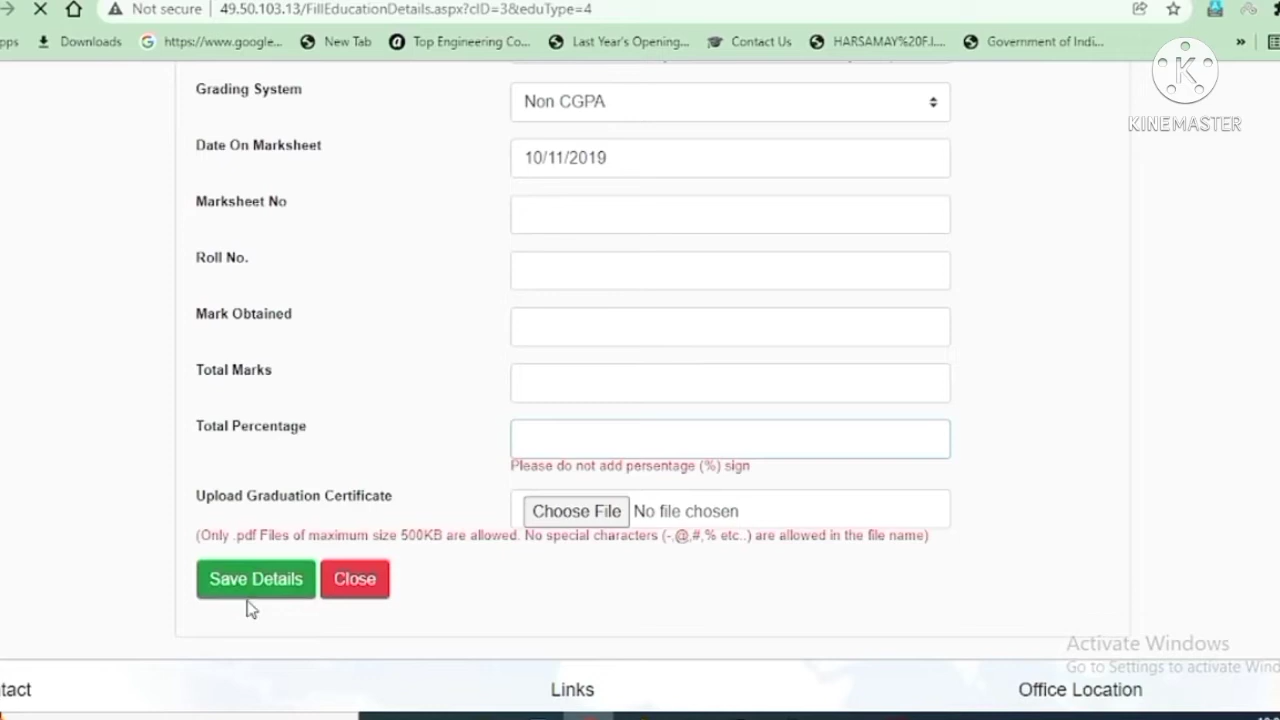 Not secure 49.50.103.13/FillEducationDetails.aspx?cID=3&eduType=4
pps Downloads https://www.google... New Tab Top Engineering Co... Last Year's Opening,... Contact Us HARSAMAY%20F.I.... Government of Indi... »
K
KINEMASTER
Grading System Non CGPA
Date On Marksheet 10/11/2019
Marksheet No
Roll No.
Mark Obtained
Total Marks
Total Percentage
Please do not add persentage (%) sign
Upload Graduation Certificate Choose File No file chosen
(Only .pdf Files of maximum size 500KB are allowed. No special characters (-,@,#,% etc..) are allowed in the file name)
Save Details Close
Activate Windows
Go to Settings to activate Wind
tact Links Office Location